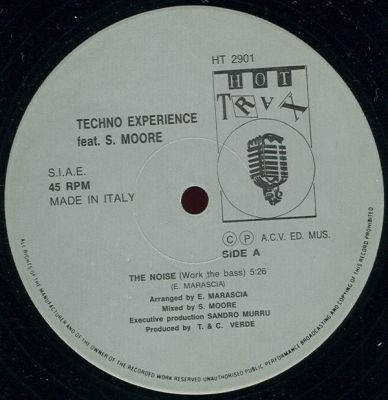 HT 2901
HOT
TRAX
TECHNO EXPERIENCE
feat. S. MOORE
S.I.A.E.
45 RPM
MADE IN ITALY
© ℗ A.C.V. ED. MUS.
SIDE A
THE NOISE (Work the bass) 5:26
(E. MARASCIA)
Arranged by E. MARASCIA
Mixed by S. MOORE
Executive production SANDRO MURRU
Produced by T. & C. VERDE
ALL RIGHTS OF THE MANUFACTURER AND OF THE OWNER OF THE RECORDED WORK RESERVED UNAUTHORISED PUBLIC PERFORMANCE BROADCASTING AND COPYING OF THIS RECORD PROHIBITED